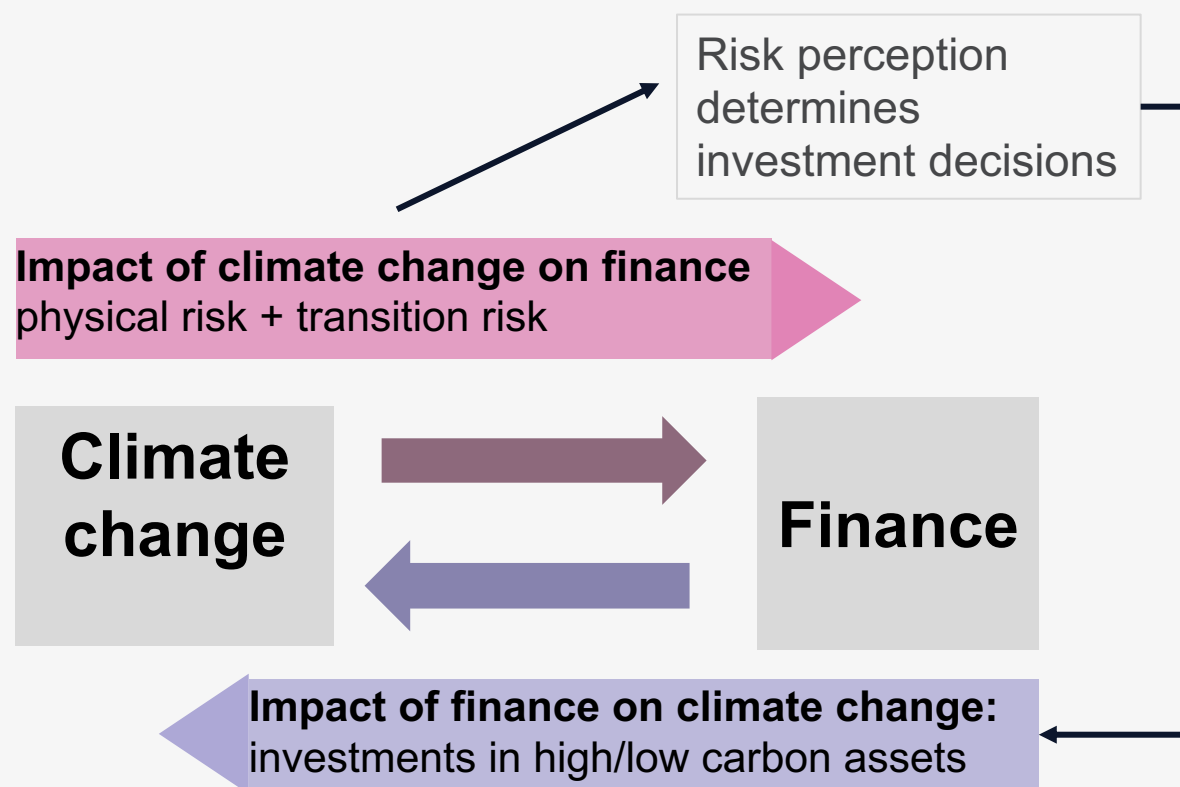 Risk perception
determines
investment decisions
Impact of climate change on finance
physical risk + transition risk
Climate
change
Finance
Impact of finance on climate change:
investments in high/low carbon assets